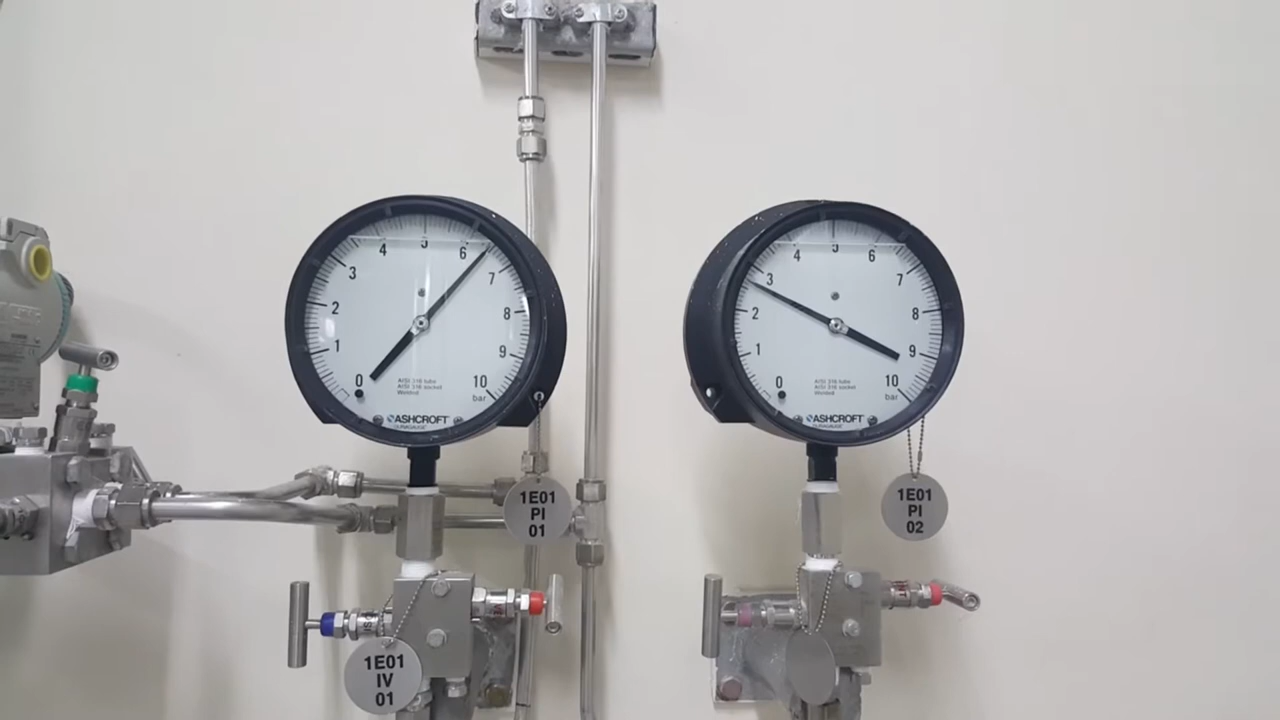 0
1
2
3
4
5
6
7
8
9
10
bar
AISI 316 tube
AISI 316 socket
Welded
ASHCROFT
DURAGAUGE
0
1
2
3
4
5
6
7
8
9
10
bar
AISI 316 tube
AISI 316 socket
Welded
ASHCROFT
DURAGAUGE
1E01
PI
01
1E01
PI
02
1E01
IV
01